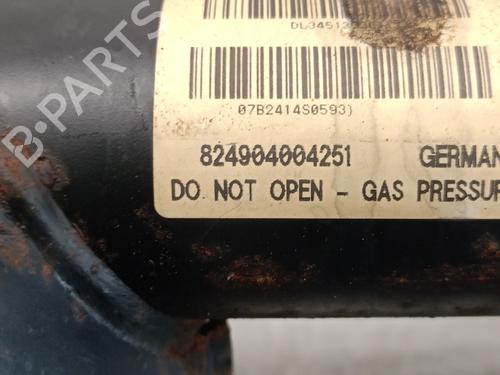 B-PARTS
07B2414S0593)
824904004251 GERMAN
DO NOT OPEN - GAS PRESSUR